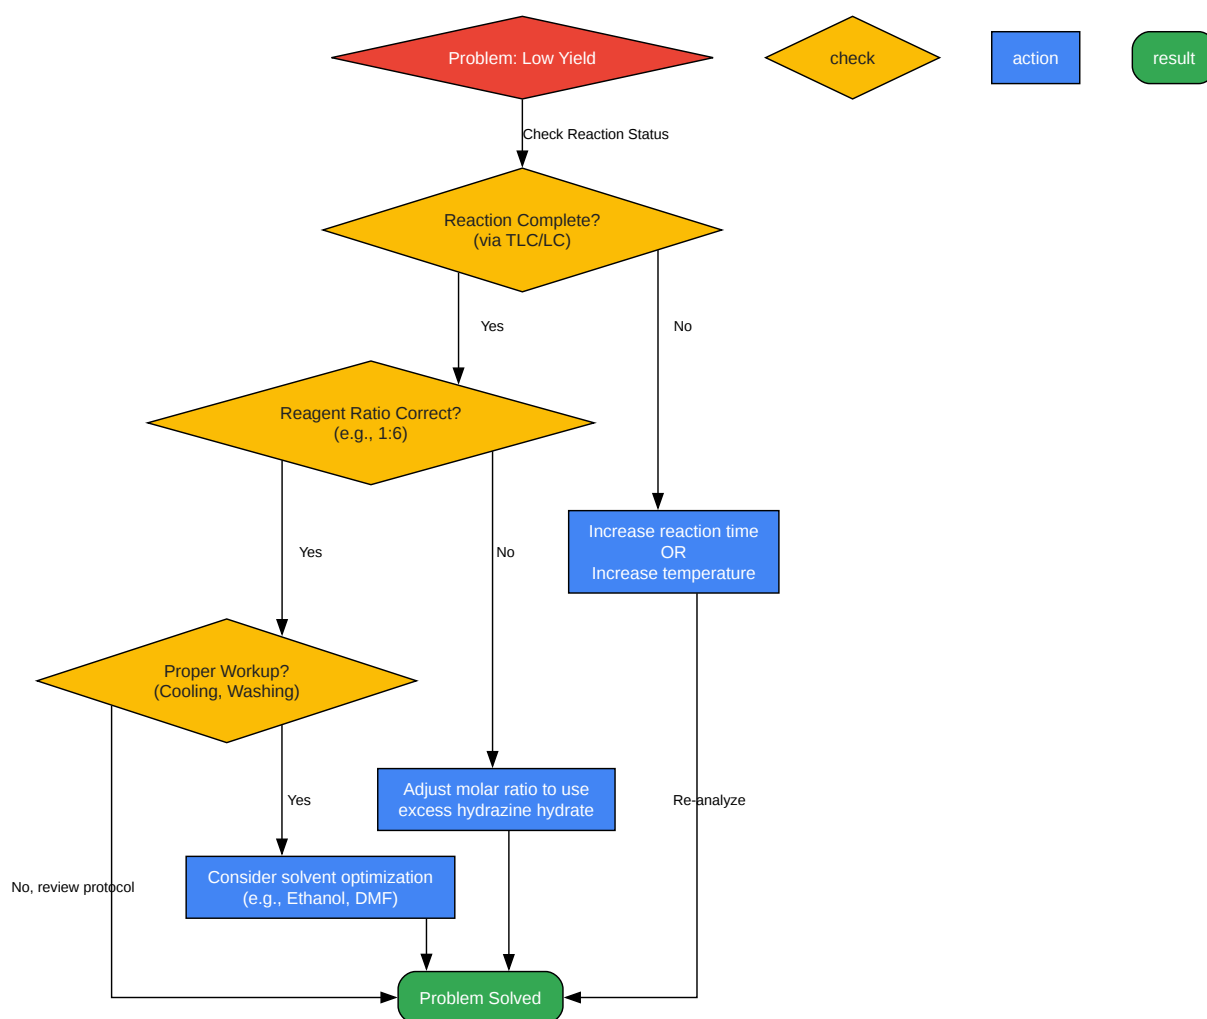 Problem: Low Yield
check
action
result
Check Reaction Status
Reaction Complete?
(via TLC/LC)
Yes
No
Reagent Ratio Correct?
(e.g., 1:6)
Increase reaction time
OR
Increase temperature
Yes
No
Proper Workup?
(Cooling, Washing)
Adjust molar ratio to use
excess hydrazine hydrate
Yes
Re-analyze
Consider solvent optimization
(e.g., Ethanol, DMF)
No, review protocol
Problem Solved